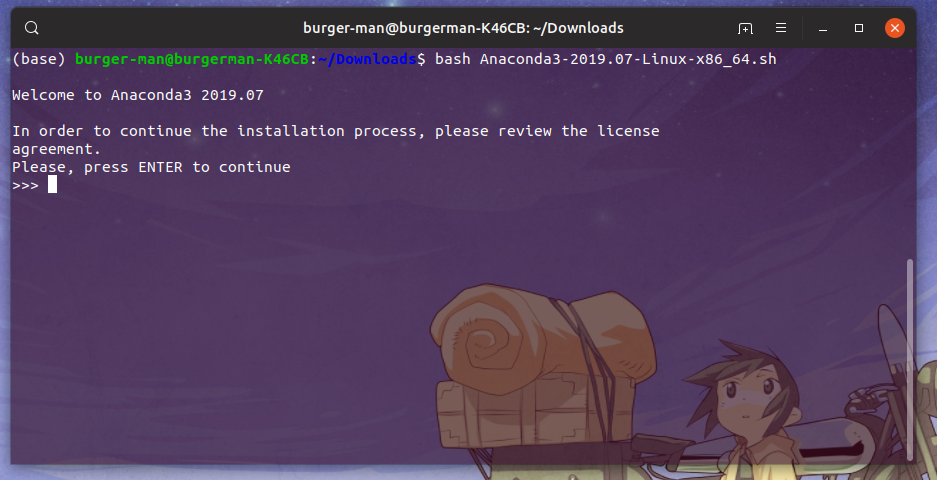 burger-man@burgerman-K46CB: ~/Downloads
(base) burger-man@burgerman-K46CB:~/Downloads$ bash Anaconda3-2019.07-Linux-x86_64.sh
Welcome to Anaconda3 2019.07
In order to continue the installation process, please review the license
agreement.
Please, press ENTER to continue
>>>